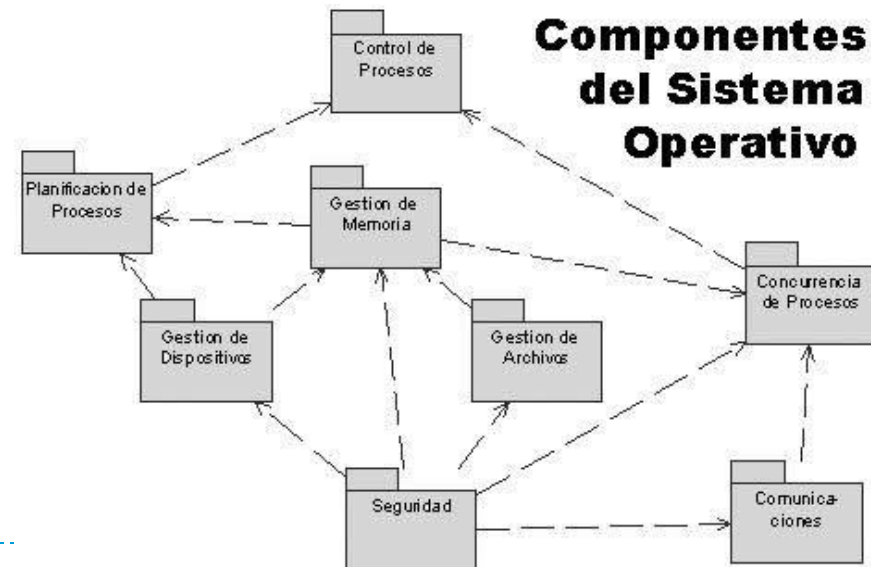 Componentes
del Sistema
Operativo
Control de
Procesos
Planificacion de
Procesos
Gestion de
Memoria
Concurrencia
de Procesos
Gestion de
Dispositivos
Gestion de
Archivos
Seguridad
Comunica-
ciones